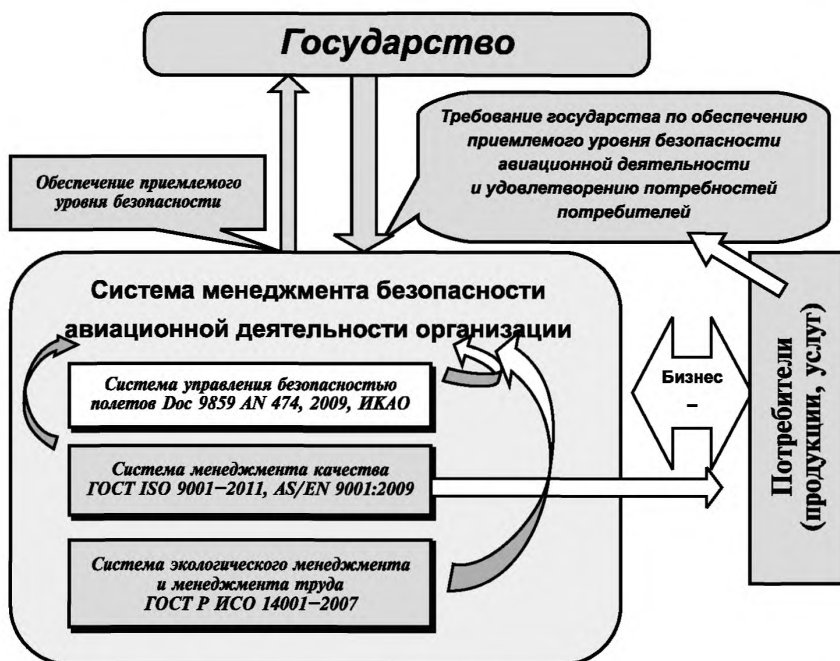 Государство
Требование государства по обеспечению
приемлемого уровня безопасности
авиационной деятельности
и удовлетворению потребностей
потребителей
Обеспечение приемлемого
уровня безопасности
Система менеджмента безопасности
авиационной деятельности организации
Система управления безопасностью
полетов Doc 9859 AN 474, 2009, ИКАО
Система менеджмента качества
ГОСТ ISO 9001–2011, AS/EN 9001:2009
Система экологического менеджмента
и менеджмента труда
ГОСТ Р ИСО 14001–2007
Бизнес
–
Потребители
(продукции, услуг)